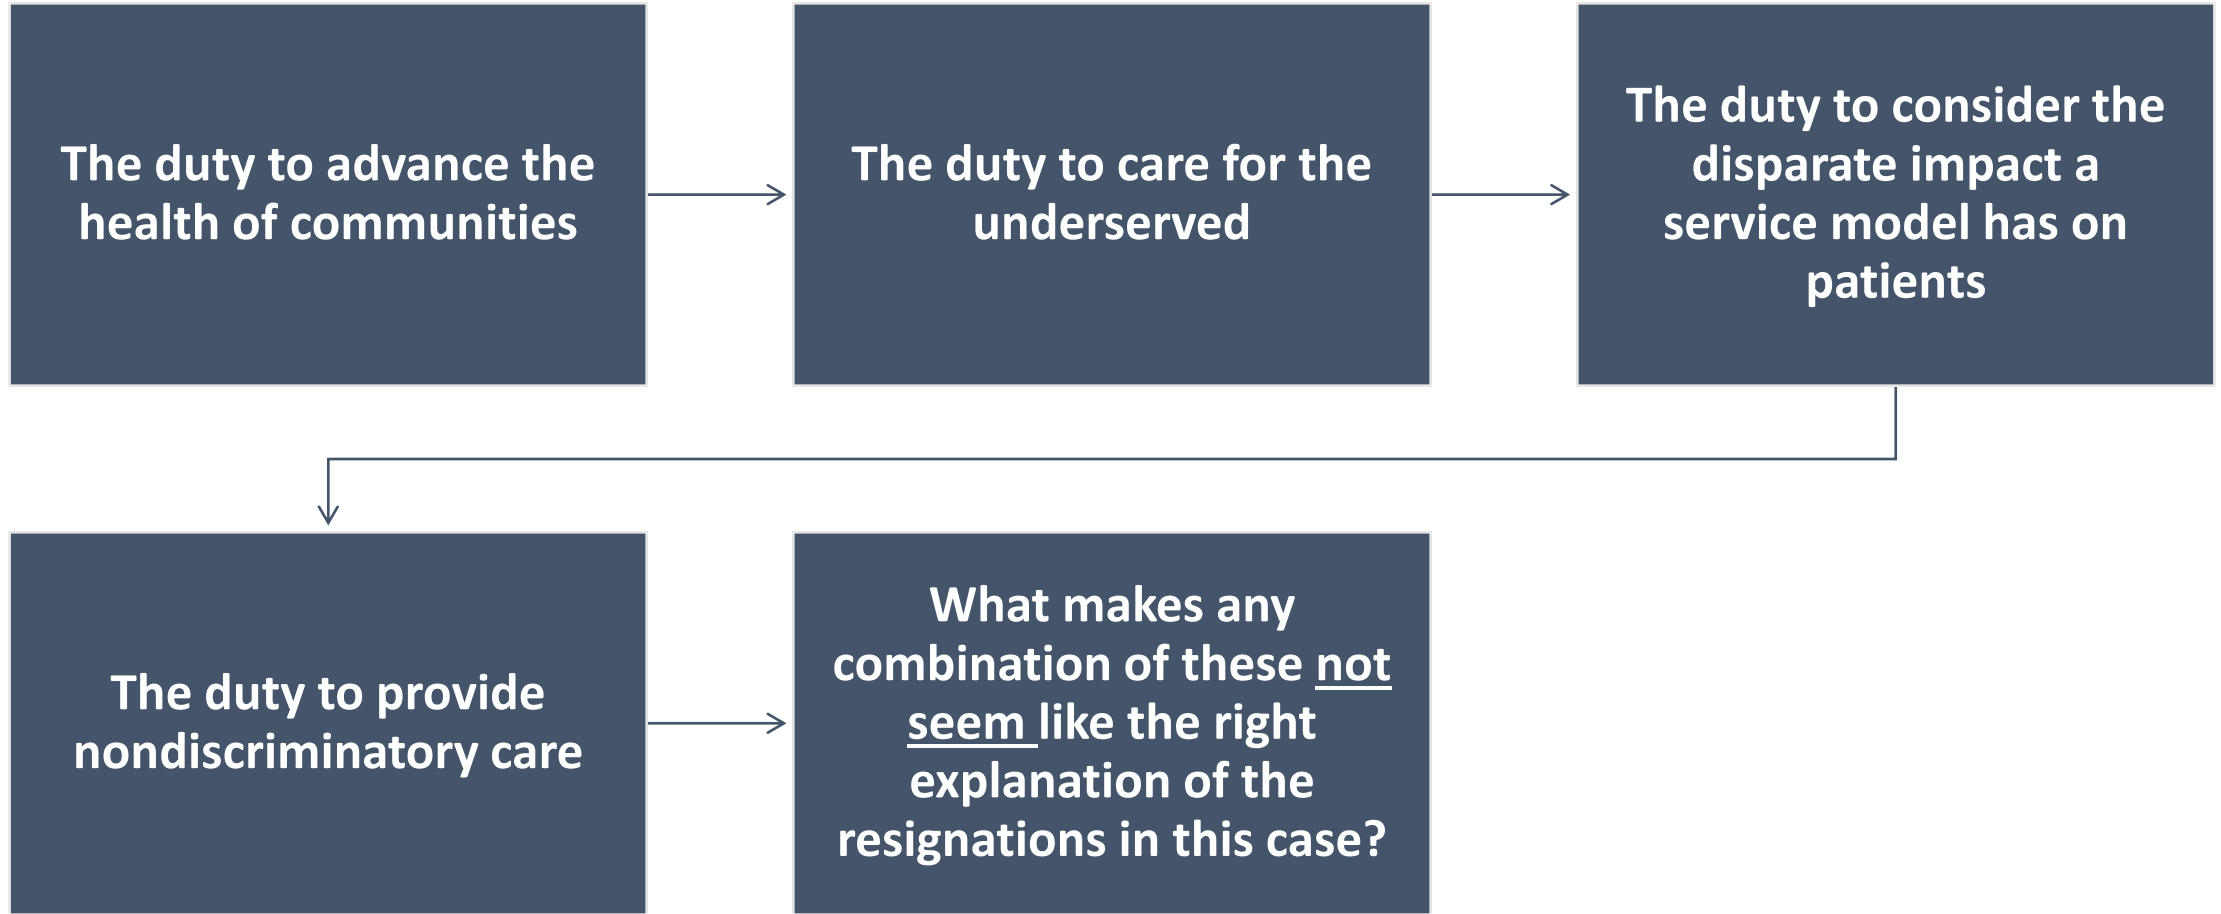 The duty to advance the
health of communities
The duty to care for the
underserved
The duty to consider the
disparate impact a
service model has on
patients
The duty to provide
nondiscriminatory care
What makes any
combination of these not
seem like the right
explanation of the
resignations in this case?